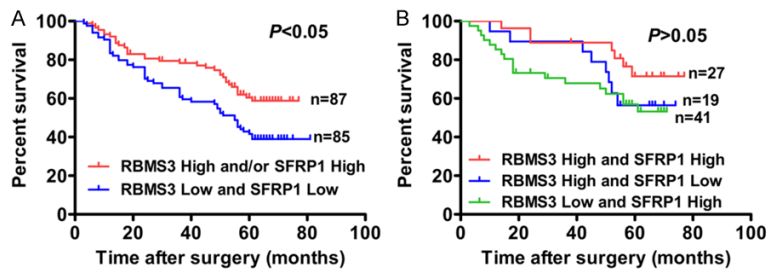 A
P<0.05
Percent survival
100
80
60
40
20
0
n=87
n=85
RBMS3 High and/or SFRP1 High
RBMS3 Low and SFRP1 Low
0 20 40 60 80 100
Time after surgery (months)
B
P>0.05
Percent survival
100
80
60
40
20
0
n=27
n=19
n=41
RBMS3 High and SFRP1 High
RBMS3 High and SFRP1 Low
RBMS3 Low and SFRP1 High
0 20 40 60 80 100
Time after surgery (months)